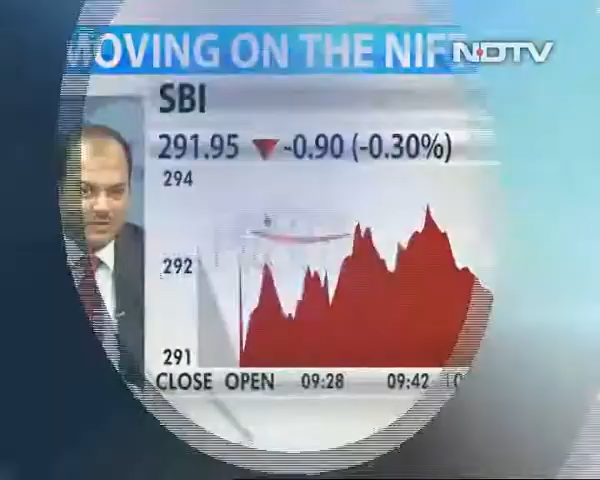 MOVING ON THE NIF
NDTV
SBI
291.95 ▼ -0.90 (-0.30%)
294
292
291
CLOSE OPEN 09:28 09:42